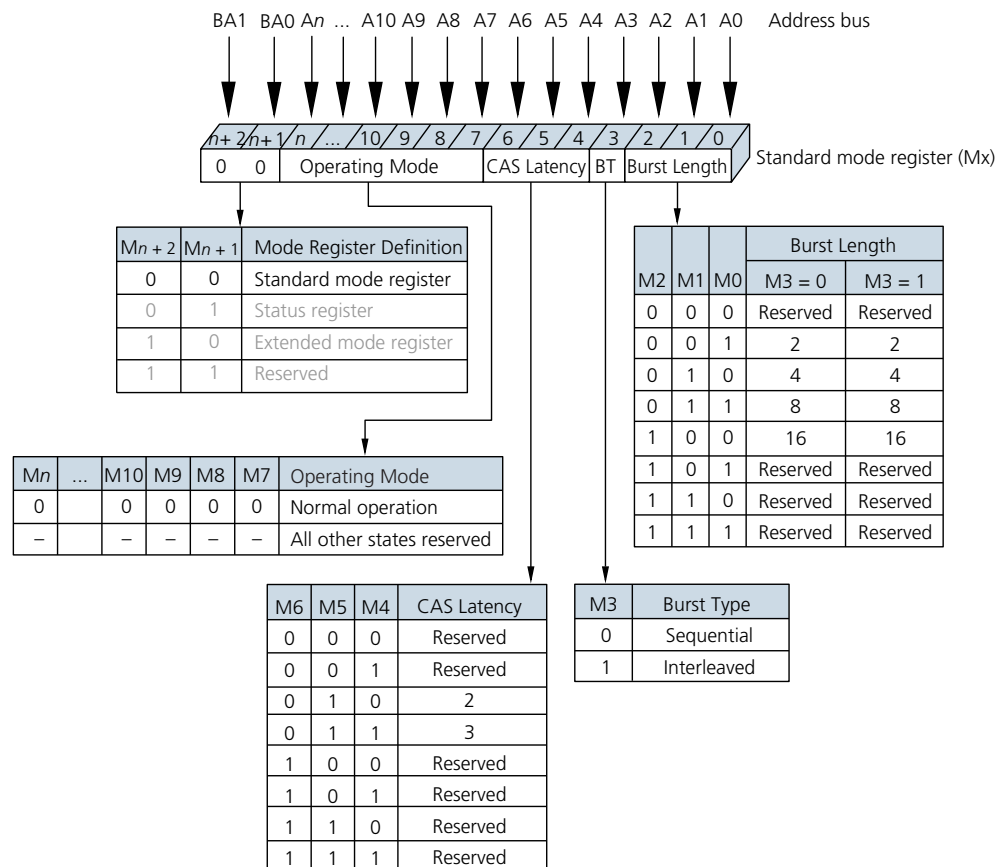 BA1 BA0 An ... A10 A9 A8 A7 A6 A5 A4 A3 A2 A1 A0 Address bus
n + 2 n + 1 n ... 10 9 8 7 6 5 4 3 2 1 0
0 0 Operating Mode CAS Latency BT Burst Length
Standard mode register (Mx)
Mn + 2 Mn + 1 Mode Register Definition
0 0 Standard mode register
0 1 Status register
1 0 Extended mode register
1 1 Reserved
Burst Length
M2 M1 M0 M3 = 0 M3 = 1
0 0 0 Reserved Reserved
0 0 1 2 2
0 1 0 4 4
0 1 1 8 8
1 0 0 16 16
1 0 1 Reserved Reserved
1 1 0 Reserved Reserved
1 1 1 Reserved Reserved
Mn ... M10 M9 M8 M7 Operating Mode
0 0 0 0 0 Normal operation
– – – – – All other states reserved
M6 M5 M4 CAS Latency
0 0 0 Reserved
0 0 1 Reserved
0 1 0 2
0 1 1 3
1 0 0 Reserved
1 0 1 Reserved
1 1 0 Reserved
1 1 1 Reserved
M3 Burst Type
0 Sequential
1 Interleaved